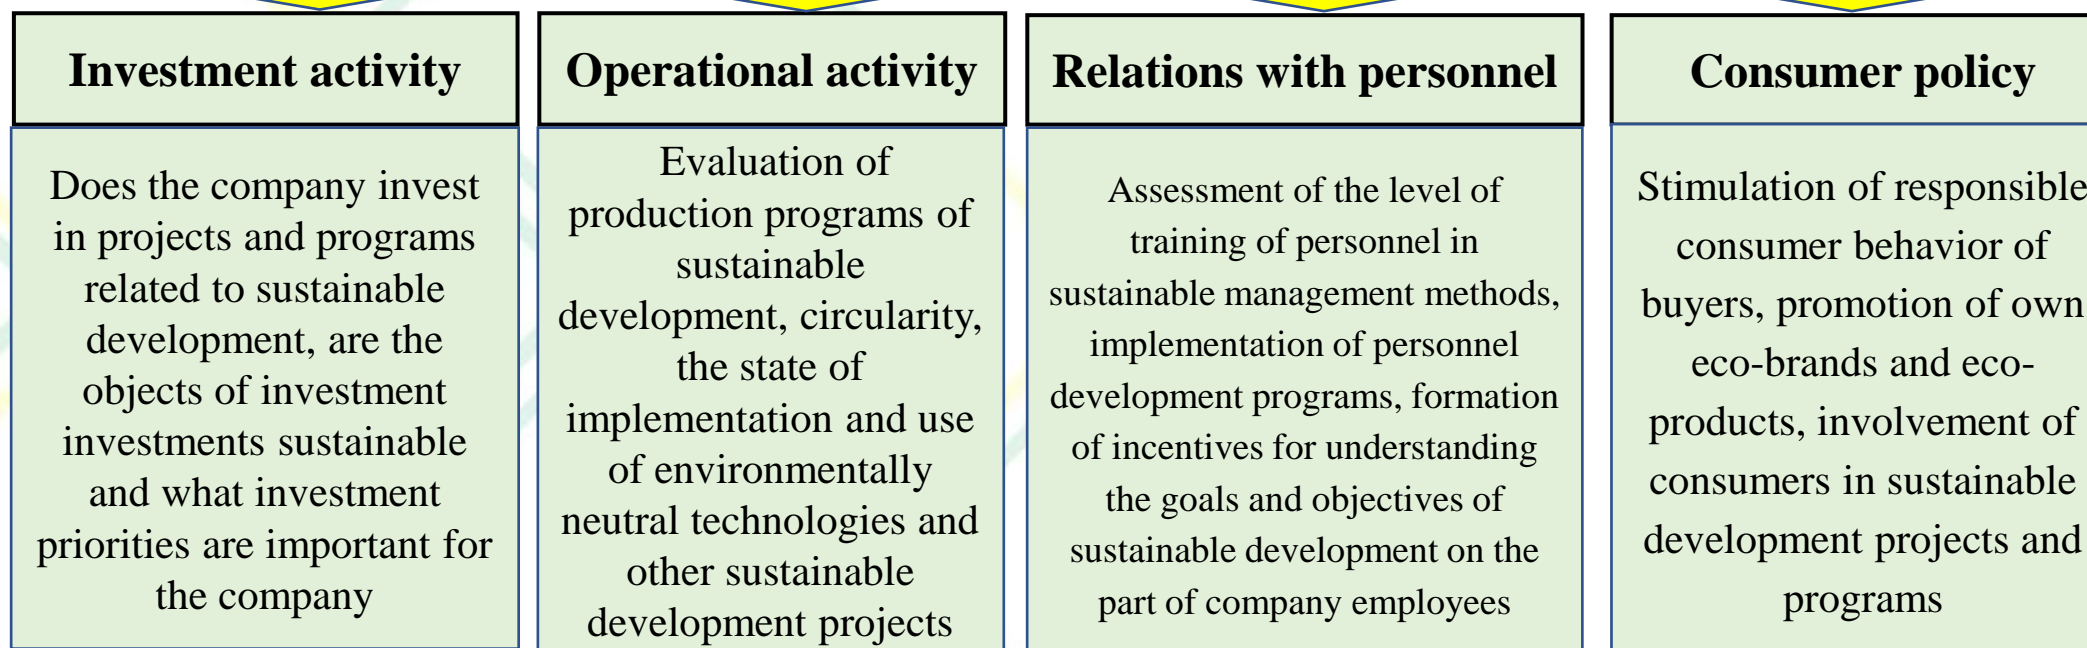 Investment activity
Does the company invest
in projects and programs
related to sustainable
development, are the
objects of investment
investments sustainable
and what investment
priorities are important for
the company
Operational activity
Evaluation of
production programs of
sustainable
development, circularity,
the state of
implementation and use
of environmentally
neutral technologies and
other sustainable
development projects
Relations with personnel
Assessment of the level of
training of personnel in
sustainable management methods,
implementation of personnel
development programs, formation
of incentives for understanding
the goals and objectives of
sustainable development on the
part of company employees
Consumer policy
Stimulation of responsible
consumer behavior of
buyers, promotion of own
eco-brands and eco-
products, involvement of
consumers in sustainable
development projects and
programs